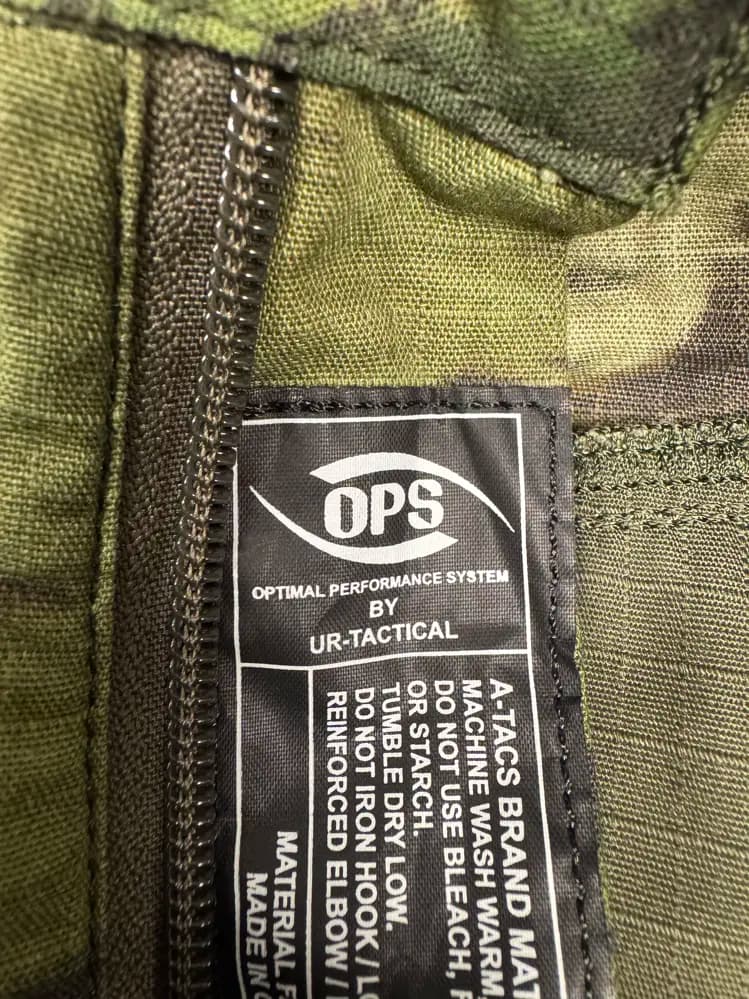 OPS
OPTIMAL PERFORMANCE SYSTEM
BY
UR-TACTICAL
A-TACS BRAND
MACHINE WASH WARM,
DO NOT USE BLEACH,
OR STARCH.
TUMBLE DRY LOW.
DO NOT IRON HOOK/
REINFORCED ELBOW/
MATERIAL
MADE IN